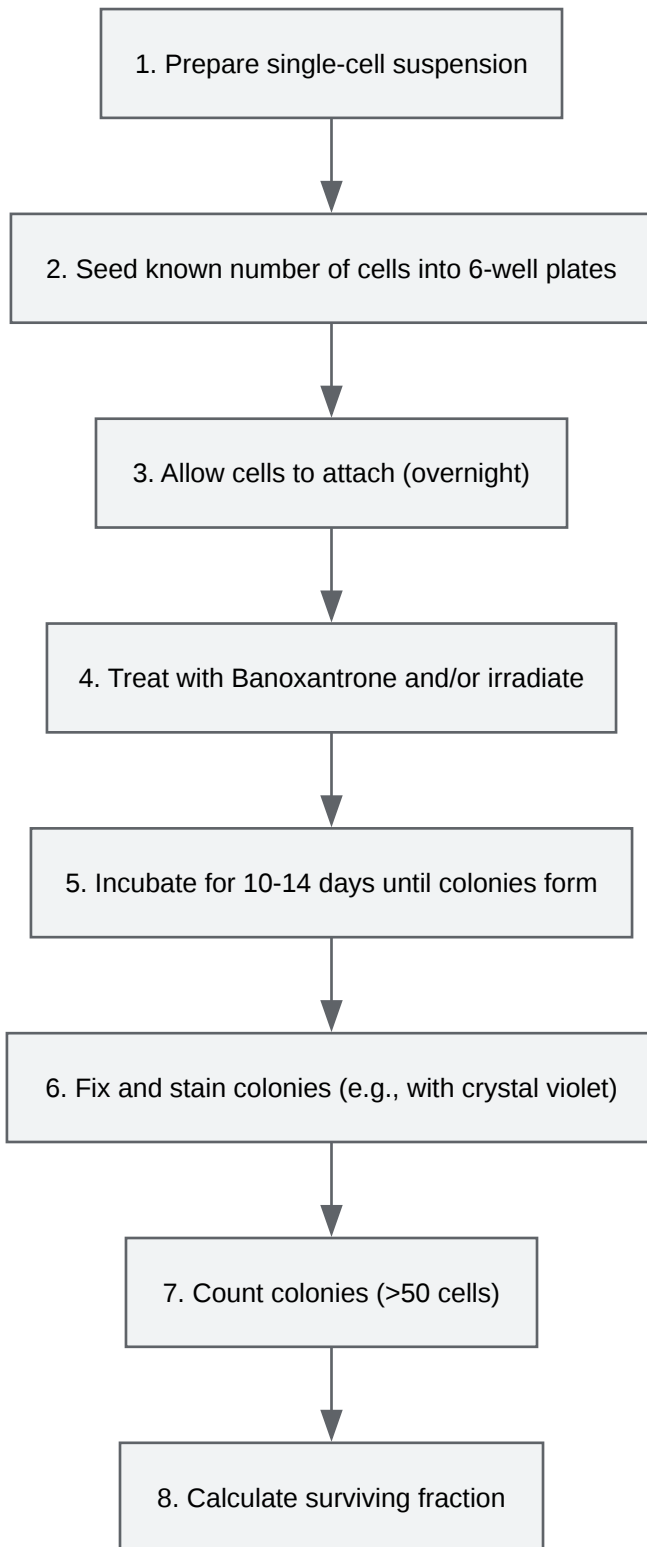 1. Prepare single-cell suspension
2. Seed known number of cells into 6-well plates
3. Allow cells to attach (overnight)
4. Treat with Banoxantrone and/or irradiate
5. Incubate for 10-14 days until colonies form
6. Fix and stain colonies (e.g., with crystal violet)
7. Count colonies (>50 cells)
8. Calculate surviving fraction